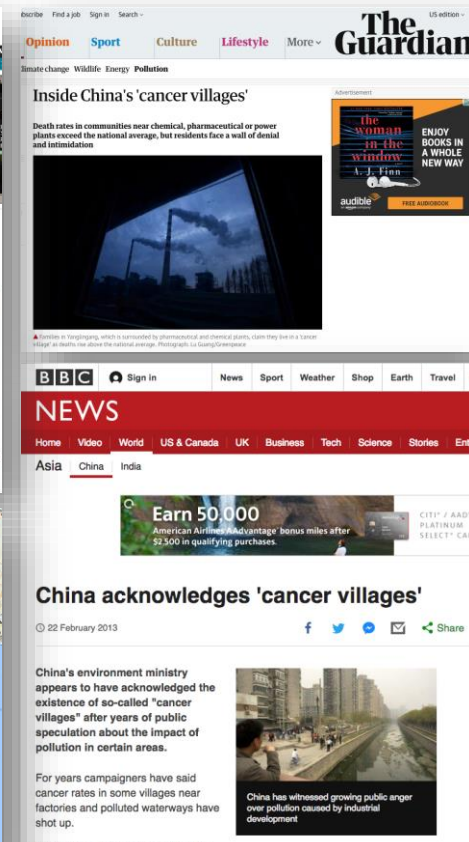 Find a job Sign in Search
US edition
The Guardian
Opinion Sport Culture Lifestyle More
Wildlife Energy Pollution
Inside China's 'cancer villages'
Advertisement
Death rates in communities near chemical, pharmaceutical or power
plants exceed the national average, but residents face a wall of denial
and intimidation
the
woman
in the
window
A. J. Finn
ENJOY
BOOKS IN
A WHOLE
NEW WAY
audible
an amazon company
FREE AUDIOBOOK
Families in Yanglingang, which is surrounded by pharmaceutical and chemical plants, claim they live in a 'cancer
village' as deaths rise above the national average. Photograph: Lu Guang/Greenpeace
BBC Sign in News Sport Weather Shop Earth Travel
NEWS
Home Video World US & Canada UK Business Tech Science Stories Ent
Asia China India
Earn 50,000
American Airlines AAdvantage® bonus miles after
$2,500 in qualifying purchases.
CITI® / AAD
PLATINUM
SELECT® CA
China acknowledges 'cancer villages'
22 February 2013
Share
China's environment ministry
appears to have acknowledged the
existence of so-called "cancer
villages" after years of public
speculation about the impact of
pollution in certain areas.
For years campaigners have said
cancer rates in some villages near
factories and polluted waterways have
shot up.
China has witnessed growing public anger
over pollution caused by industrial
development